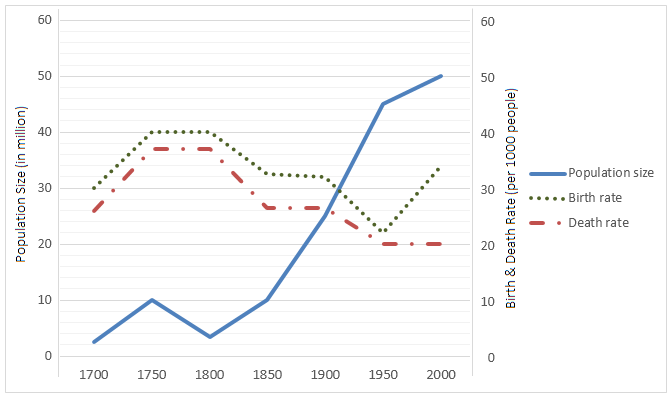 60
50
40
30
20
10
0
Population Size (in million)
1700 1750 1800 1850 1900 1950 2000
60
50
40
30
20
10
0
Birth & Death Rate (per 1000 people)
Population size
Birth rate
Death rate